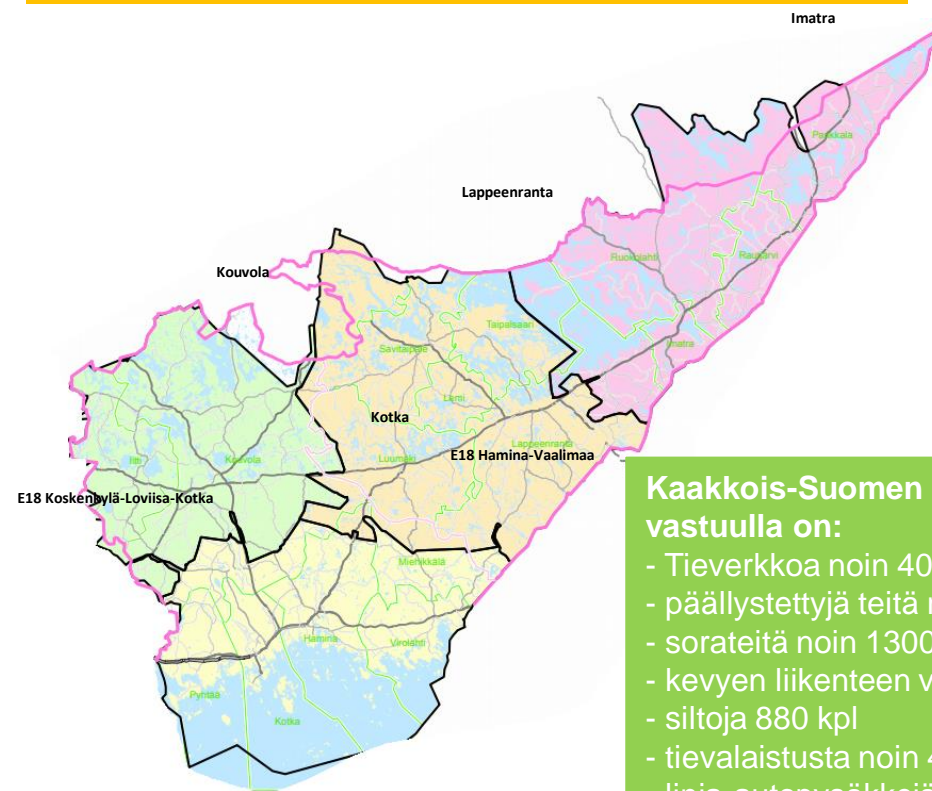 Imatra
Parikkala
Lappeenranta
Ruokolahti
Rautjärvi
Kouvola
Taipalsaari
Savitaipale
Imatra
Lemi
Kotka
Lappeenranta
Luumäki
E18 Hamina-Vaalimaa
Iitti
Kouvola
E18 Koskenkylä-Loviisa-Kotka
Miehikkälä
Hamina
Virolahti
Pyhtää
Kotka
Kaakkois-Suomen
vastuulla on:
- Tieverkkoa noin 40
- päällystettyjä teitä
- sorateitä noin 1300
- kevyen liikenteen v
- siltoja 880 kpl
- tievalaistusta noin 4